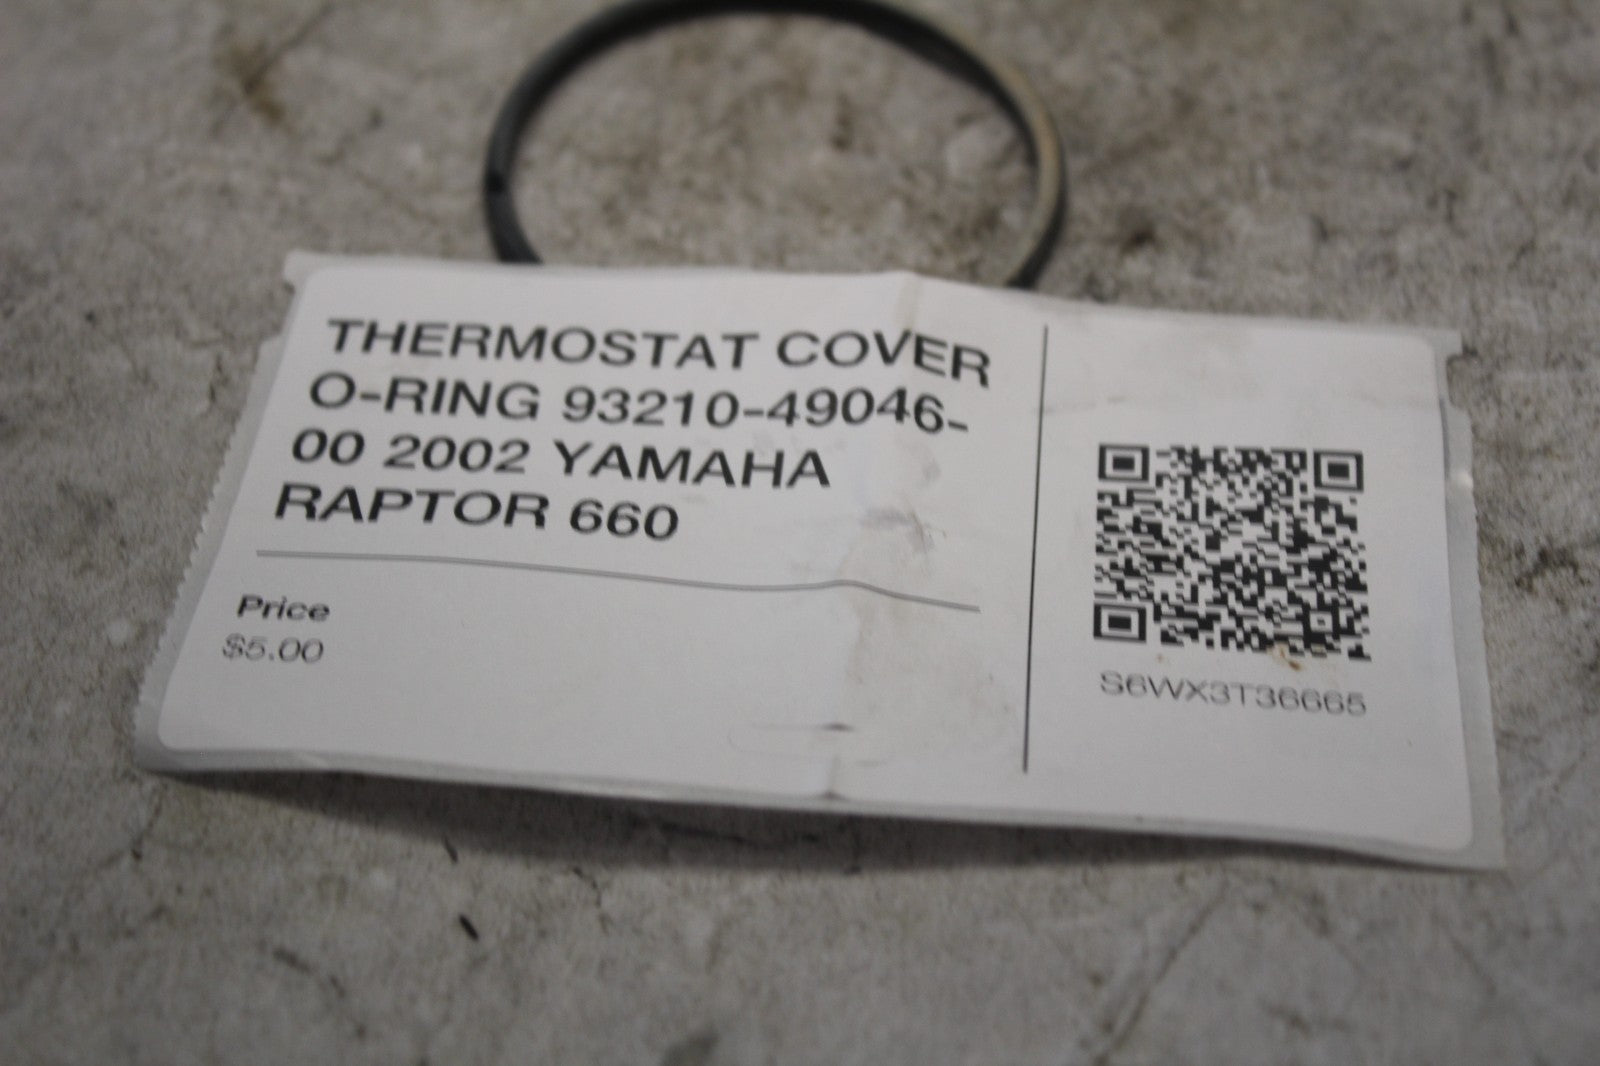 THERMOSTAT COVER
O-RING 93210-49046-
00 2002 YAMAHA
RAPTOR 660
Price
$5.00
S6WX3T36665